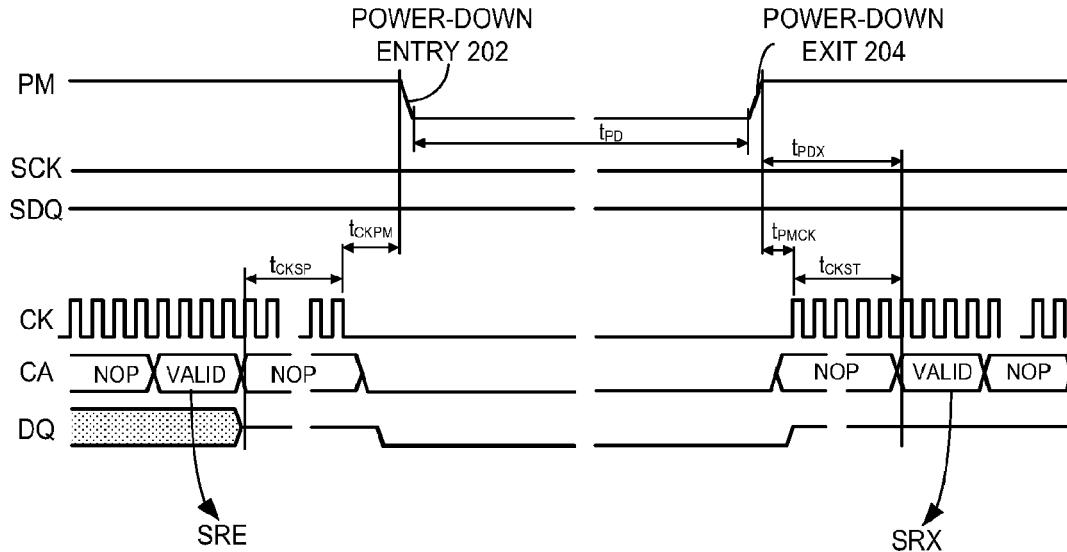 POWER-DOWN
ENTRY 202
POWER-DOWN
EXIT 204
PM
tPD
tPDX
SCK
SDQ
tCKPM
tPMCK
tCKSP
tCKST
CK
CA
NOP
VALID
NOP
NOP
VALID
NOP
DQ
SRE
SRX